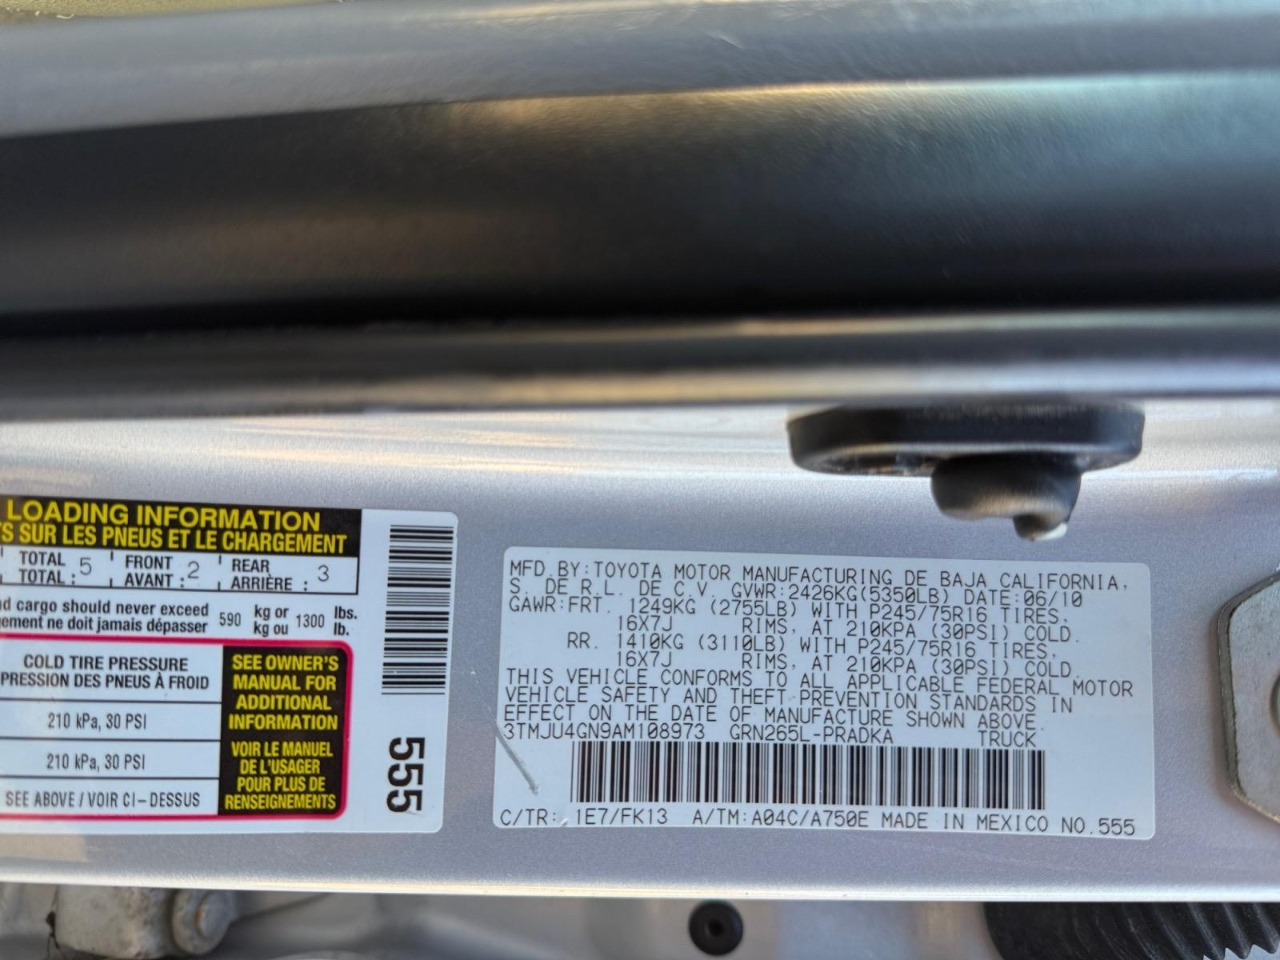 LOADING INFORMATION
S SUR LES PNEUS ET LE CHARGEMENT
TOTAL 5 FRONT 2 REAR 3
TOTAL : AVANT : ARRIÈRE :
d cargo should never exceed 590 kg or 1300 lbs.
gement ne doit jamais dépasser kg ou lb.
COLD TIRE PRESSURE
PRESSION DES PNEUS À FROID
210 kPa, 30 PSI
210 kPa, 30 PSI
SEE ABOVE / VOIR CI-DESSUS
SEE OWNER'S
MANUAL FOR
ADDITIONAL
INFORMATION
VOIR LE MANUEL
DE L'USAGER
POUR PLUS DE
RENSEIGNEMENTS
555
MFD. BY: TOYOTA MOTOR MANUFACTURING DE BAJA CALIFORNIA,
S. DE R.L. DE C.V. GVWR:2426KG(5350LB) DATE:06/10
GAWR:FRT. 1249KG (2755LB) WITH P245/75R16 TIRES,
16X7J RIMS, AT 210KPA (30PSI) COLD.
RR. 1410KG (3110LB) WITH P245/75R16 TIRES,
16X7J RIMS, AT 210KPA (30PSI) COLD.
THIS VEHICLE CONFORMS TO ALL APPLICABLE FEDERAL MOTOR
VEHICLE SAFETY AND THEFT PREVENTION STANDARDS IN
EFFECT ON THE DATE OF MANUFACTURE SHOWN ABOVE.
3TMJU4GN9AM108973 GRN265L-PRADKA TRUCK
C/TR: 1E7/FK13 A/TM:A04C/A750E MADE IN MEXICO NO.555